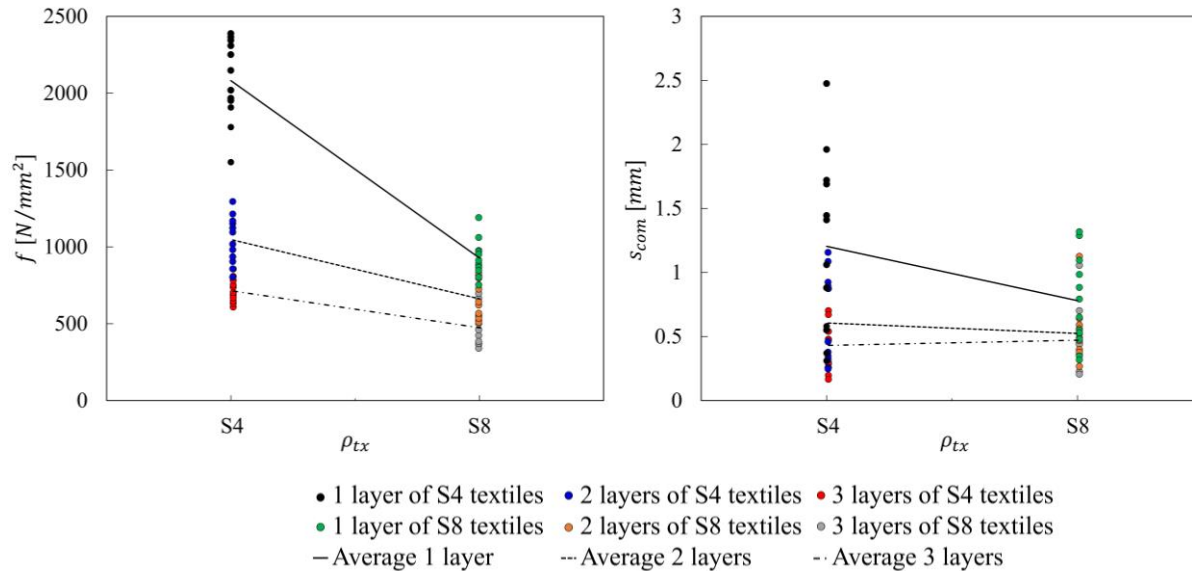 2500
2000
1500
1000
500
0
f [N/mm²]
S4
S8
ρtx
3
2.5
2
1.5
1
0.5
0
scom [mm]
S4
S8
ρtx
1 layer of S4 textiles
2 layers of S4 textiles
3 layers of S4 textiles
1 layer of S8 textiles
2 layers of S8 textiles
3 layers of S8 textiles
Average 1 layer
Average 2 layers
Average 3 layers